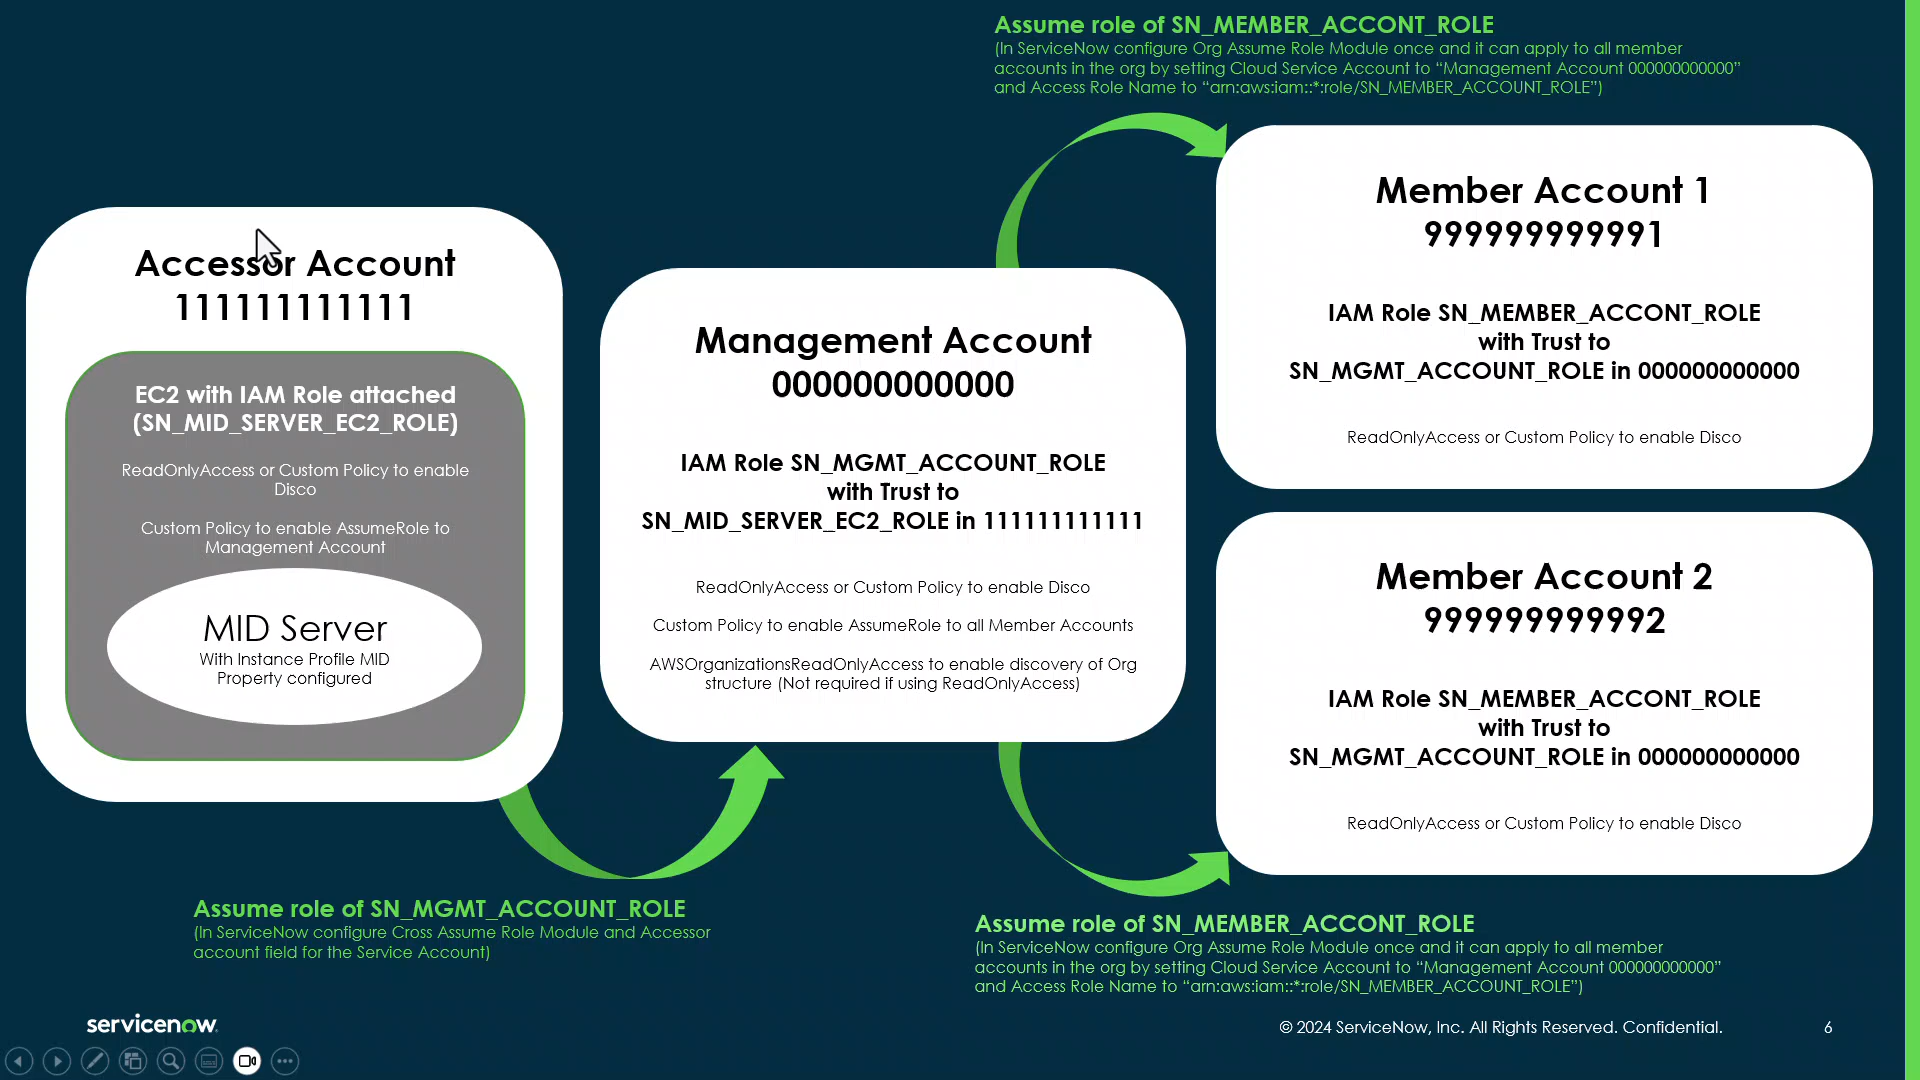 Assume role of SN_MEMBER_ACCONT_ROLE
(In ServiceNow configure Org Assume Role Module once and it can apply to all member
accounts in the org by setting Cloud Service Account to “Management Account 000000000000”
and Access Role Name to “arn:aws:iam::*:role/SN_MEMBER_ACCOUNT_ROLE”)
Accessor Account
111111111111
EC2 with IAM Role attached
(SN_MID_SERVER_EC2_ROLE)
ReadOnlyAccess or Custom Policy to enable
Disco
Custom Policy to enable AssumeRole to
Management Account
MID Server
With Instance Profile MID
Property configured
Assume role of SN_MGMT_ACCOUNT_ROLE
(In ServiceNow configure Cross Assume Role Module and Accessor
account field for the Service Account)
Management Account
000000000000
IAM Role SN_MGMT_ACCOUNT_ROLE
with Trust to
SN_MID_SERVER_EC2_ROLE in 111111111111
ReadOnlyAccess or Custom Policy to enable Disco
Custom Policy to enable AssumeRole to all Member Accounts
AWSOrganizationsReadOnlyAccess to enable discovery of Org
structure (Not required if using ReadOnlyAccess)
Member Account 1
999999999991
IAM Role SN_MEMBER_ACCONT_ROLE
with Trust to
SN_MGMT_ACCOUNT_ROLE in 000000000000
ReadOnlyAccess or Custom Policy to enable Disco
Member Account 2
999999999992
IAM Role SN_MEMBER_ACCONT_ROLE
with Trust to
SN_MGMT_ACCOUNT_ROLE in 000000000000
ReadOnlyAccess or Custom Policy to enable Disco
Assume role of SN_MEMBER_ACCONT_ROLE
(In ServiceNow configure Org Assume Role Module once and it can apply to all member
accounts in the org by setting Cloud Service Account to “Management Account 000000000000”
and Access Role Name to “arn:aws:iam::*:role/SN_MEMBER_ACCOUNT_ROLE”)
servicenow.
© 2024 ServiceNow, Inc. All Rights Reserved. Confidential.
6